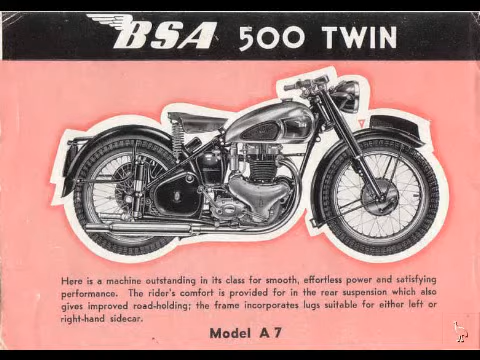 BSA 500 TWIN
Here is a machine outstanding in its class for smooth, effortless power and satisfying
performance. The rider's comfort is provided for in the rear suspension which also
gives improved road-holding; the frame incorporates lugs suitable for either left or
right-hand sidecar.
Model A7